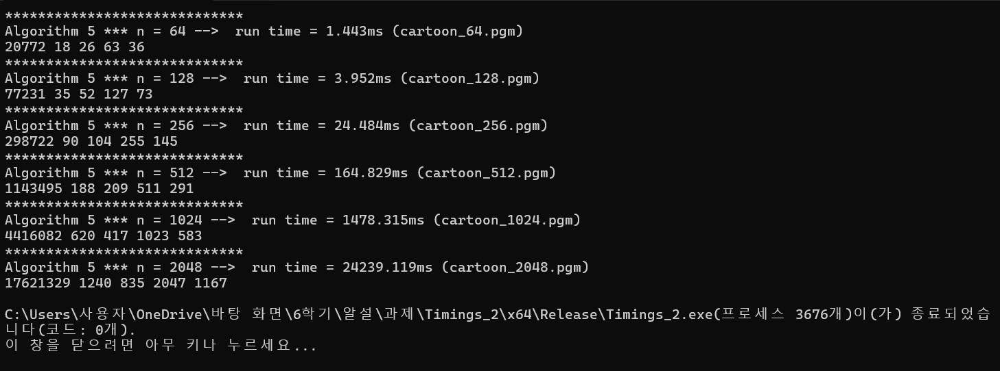 *****************************
Algorithm 5 *** n = 64 -->  run time = 1.443ms (cartoon_64.pgm)
20772 18 26 63 36
*****************************
Algorithm 5 *** n = 128 -->  run time = 3.952ms (cartoon_128.pgm)
77231 35 52 127 73
*****************************
Algorithm 5 *** n = 256 -->  run time = 24.484ms (cartoon_256.pgm)
298722 90 104 255 145
*****************************
Algorithm 5 *** n = 512 -->  run time = 164.829ms (cartoon_512.pgm)
1143495 188 209 511 291
*****************************
Algorithm 5 *** n = 1024 -->  run time = 1478.315ms (cartoon_1024.pgm)
4416082 620 417 1023 583
*****************************
Algorithm 5 *** n = 2048 -->  run time = 24239.119ms (cartoon_2048.pgm)
17621329 1240 835 2047 1167
C:\Users\사용자\OneDrive\바탕 화면\6학기\알설\과제\Timings_2\x64\Release\Timings_2.exe(프로세스 3676개)이(가) 종료되었습
니다(코드: 0개).
이 창을 닫으려면 아무 키나 누르세요...